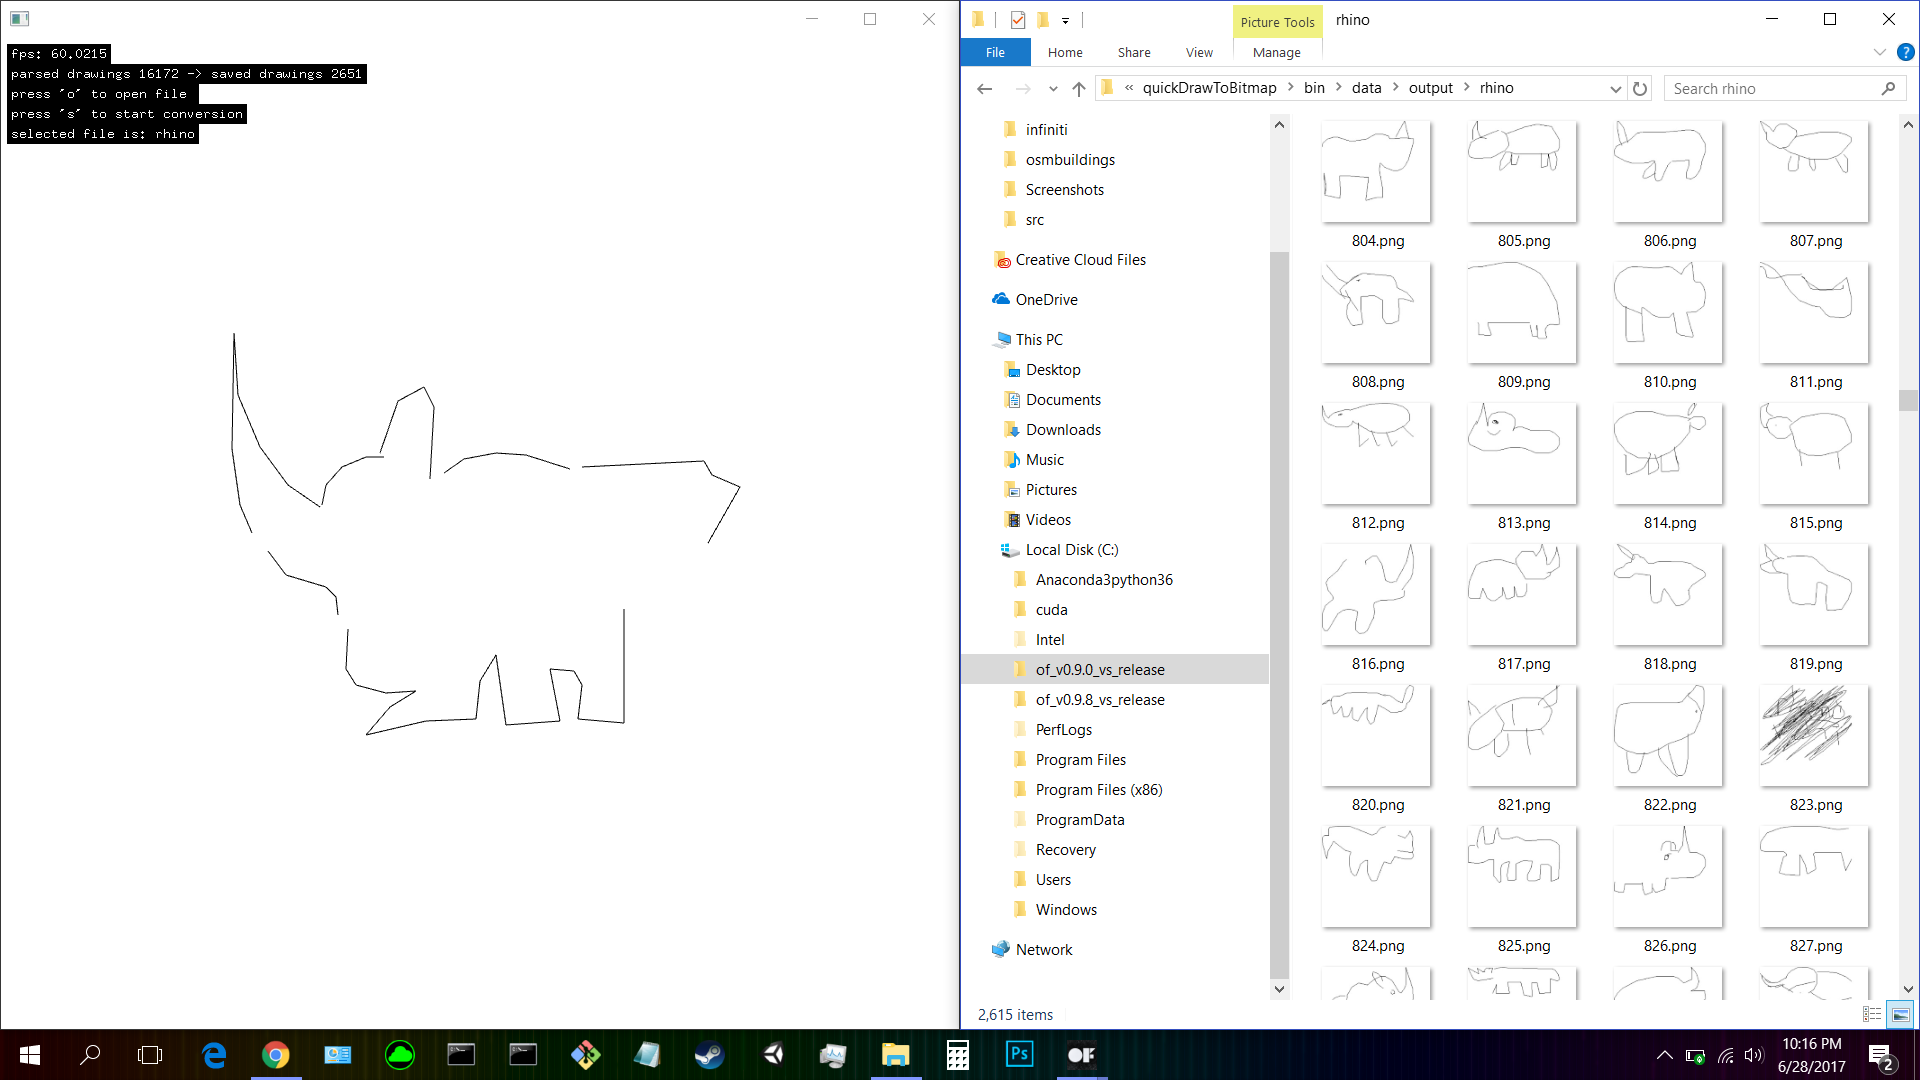 fps: 60.0215
parsed drawings 16172 -> saved drawings 2651
press 'o' to open file
press 's' to start conversion
selected file is: rhino
Picture Tools
rhino
File
Home
Share
View
Manage
« quickDrawToBitmap > bin > data > output > rhino
Search rhino
infiniti
osmbuildings
Screenshots
src
Creative Cloud Files
OneDrive
This PC
Desktop
Documents
Downloads
Music
Pictures
Videos
Local Disk (C:)
Anaconda3python36
cuda
Intel
of_v0.9.0_vs_release
of_v0.9.8_vs_release
PerfLogs
Program Files
Program Files (x86)
ProgramData
Recovery
Users
Windows
Network
804.png
805.png
806.png
807.png
808.png
809.png
810.png
811.png
812.png
813.png
814.png
815.png
816.png
817.png
818.png
819.png
820.png
821.png
822.png
823.png
824.png
825.png
826.png
827.png
2,615 items
Ps
OF
10:16 PM
6/28/2017
2